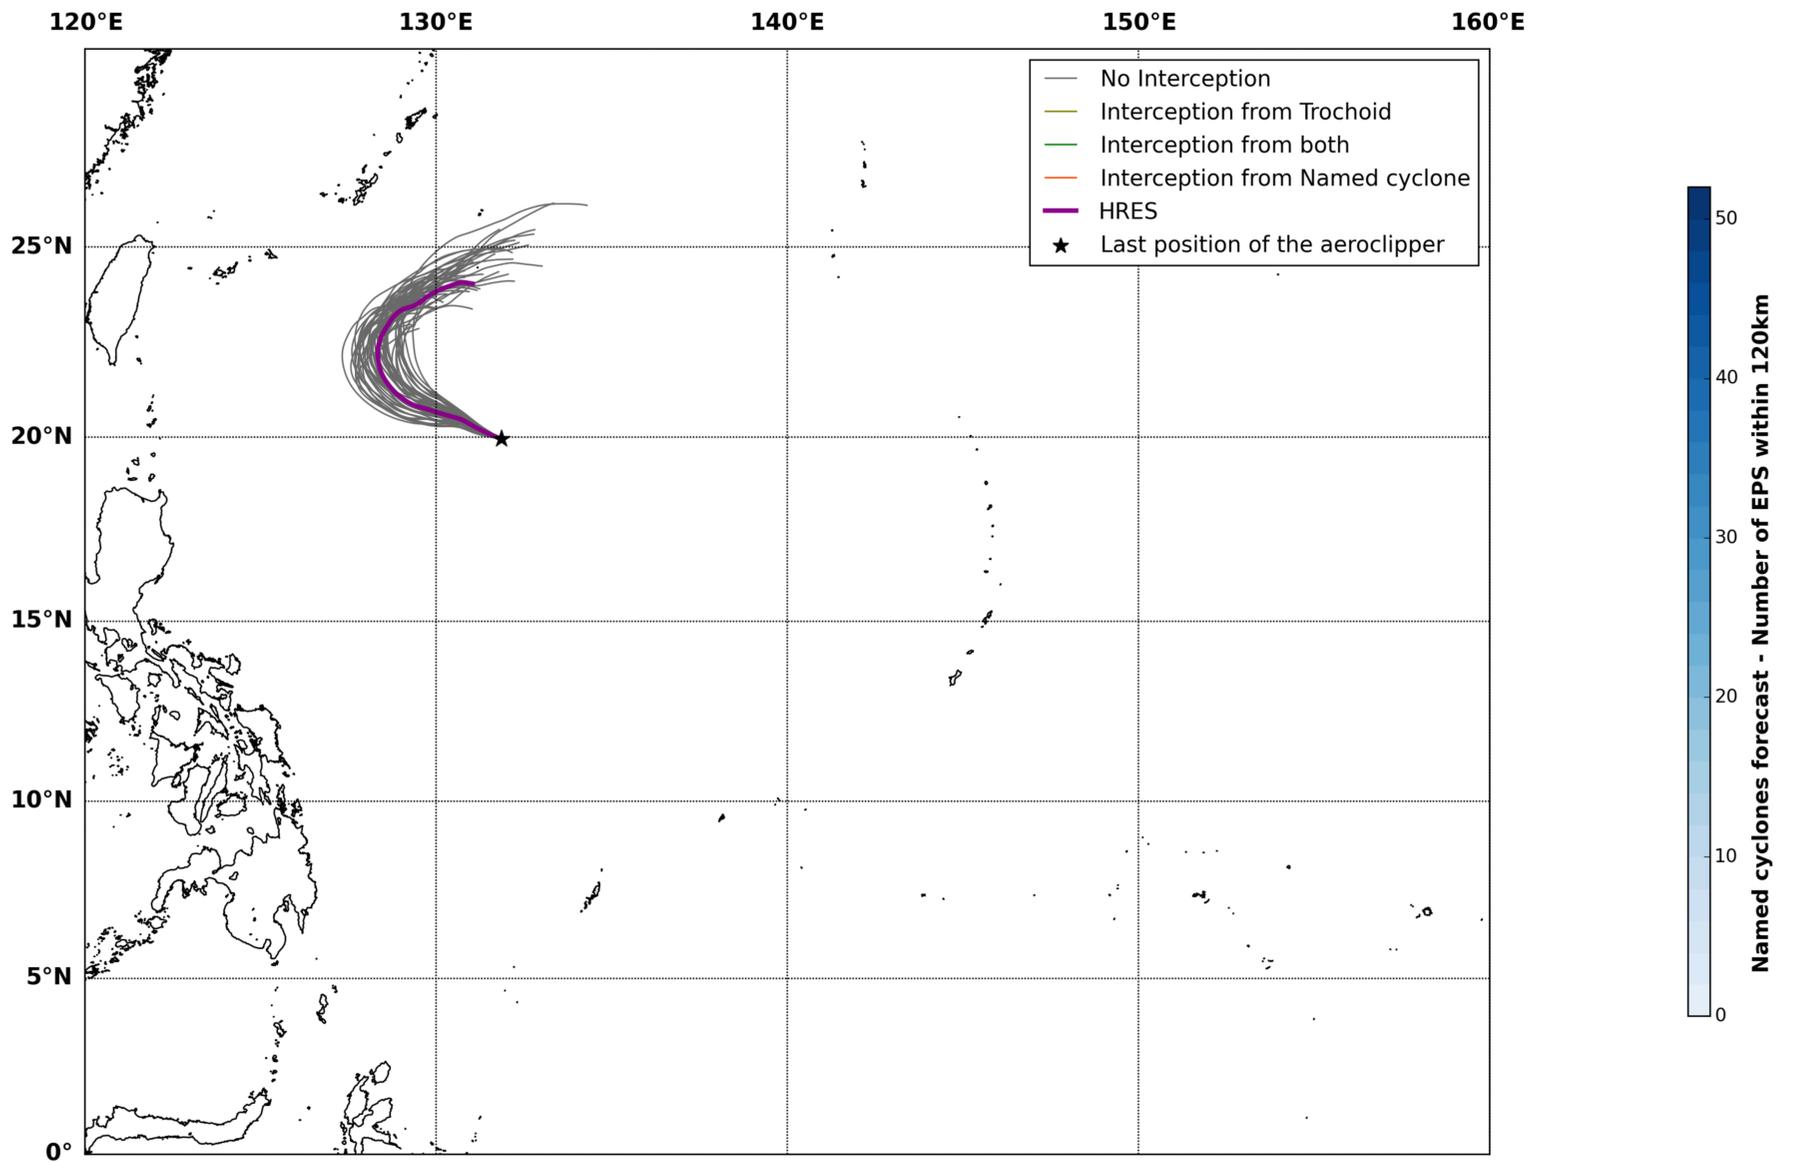 120°E 130°E 140°E 150°E 160°E
No Interception
Interception from Trochoid
Interception from both
Interception from Named cyclone
HRES
Last position of the aeroclipper
25°N
20°N
15°N
10°N
5°N
0°
50
40
30
20
10
0
Named cyclones forecast - Number of EPS within 120km